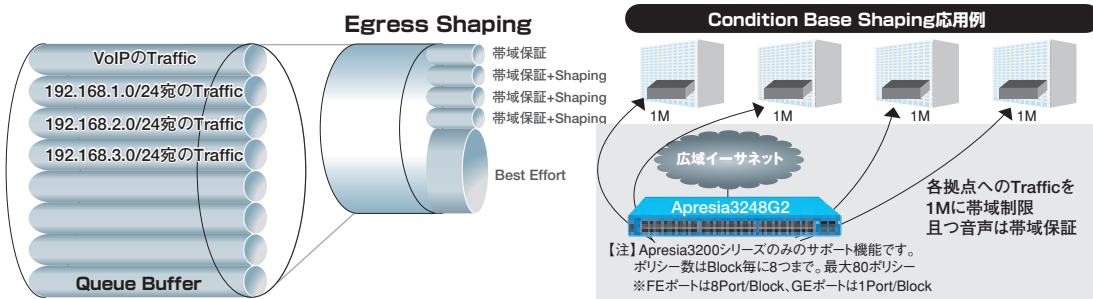 Egress Shaping
VoIPのTraffic
192.168.1.0/24宛のTraffic
192.168.2.0/24宛のTraffic
192.168.3.0/24宛のTraffic
Queue Buffer
帯域保証
帯域保証+Shaping
帯域保証+Shaping
帯域保証+Shaping
Best Effort
Condition Base Shaping応用例
1M
1M
1M
1M
広域イーサネット
Apresia3248G2
各拠点へのTrafficを
1Mに帯域制限
且つ音声は帯域保証
【注】Apresia3200シリーズのみのサポート機能です。
ポリシー数はBlock毎に8つまで。最大80ポリシー
※FEポートは8Port/Block、GEポートは1Port/Block